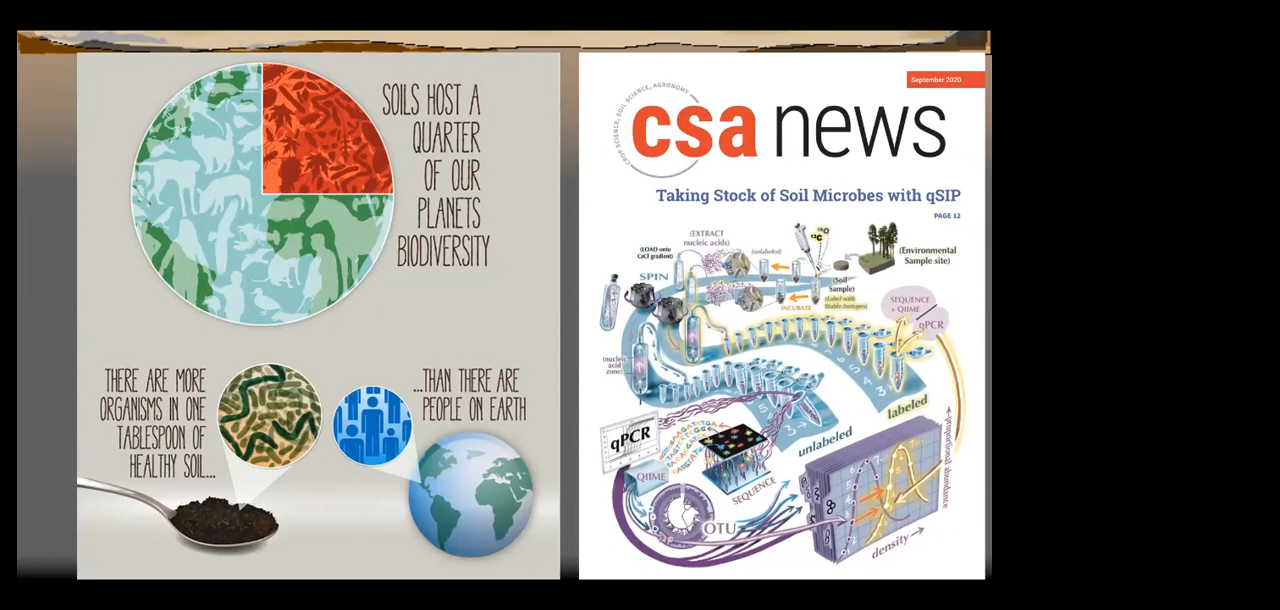 SOILS HOST A
QUARTER
OF OUR
PLANETS
BIODIVERSITY
THERE ARE MORE
ORGANISMS IN ONE
TABLESPOON OF
HEALTHY SOIL...
...THAN THERE ARE
PEOPLE ON EARTH
September 2020
CROP SCIENCE, SOIL SCIENCE, AGRONOMY
csa news
Taking Stock of Soil Microbes with qSIP
PAGE 12
(EXTRACT
nucleic acids)
(LOAD onto
CsCl gradient)
(unlabeled)
13C
18O
(Environmental
Sample site)
SPIN
(Soil
Sample)
(Label with
Stable Isotopes)
INCUBATE
SEQUENCE
+ QIIME
qPCR
(nucleic
acid
zone)
labeled
unlabeled
qPCR
QIIME
SEQUENCE
OTU
proportional abundance
density